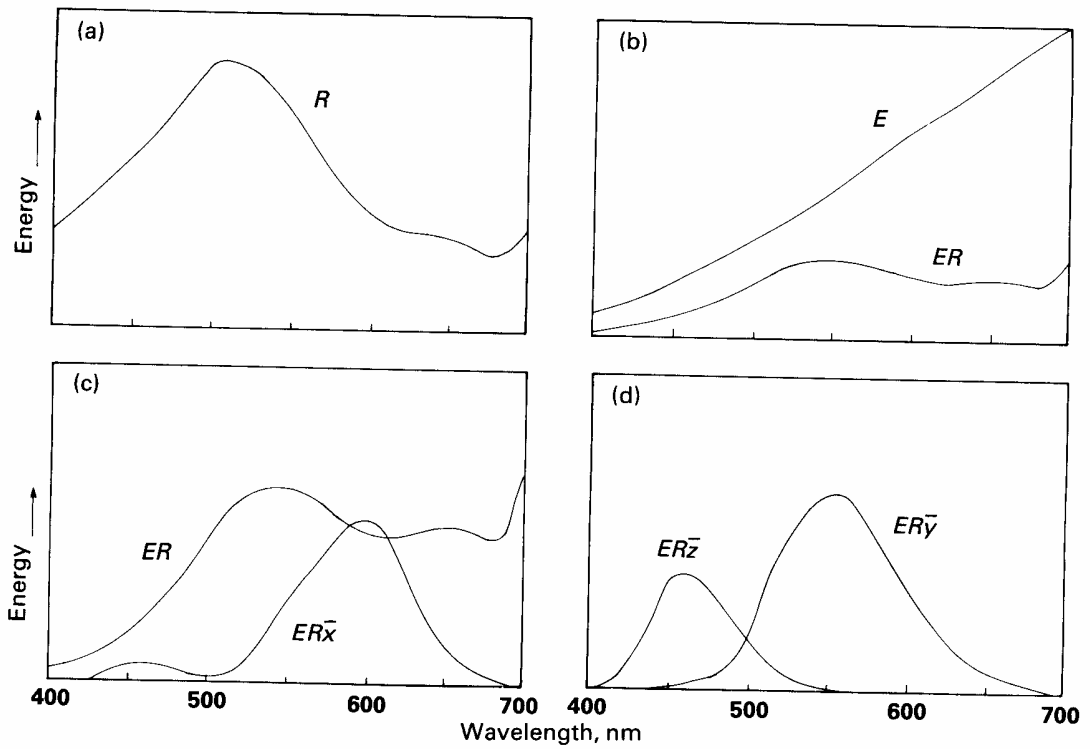 (a)
R
Energy
(b)
E
ER
(c)
ER
ERx̄
Energy
400 500 600 700
(d)
ERz̄
ERȳ
400 500 600 700
Wavelength, nm